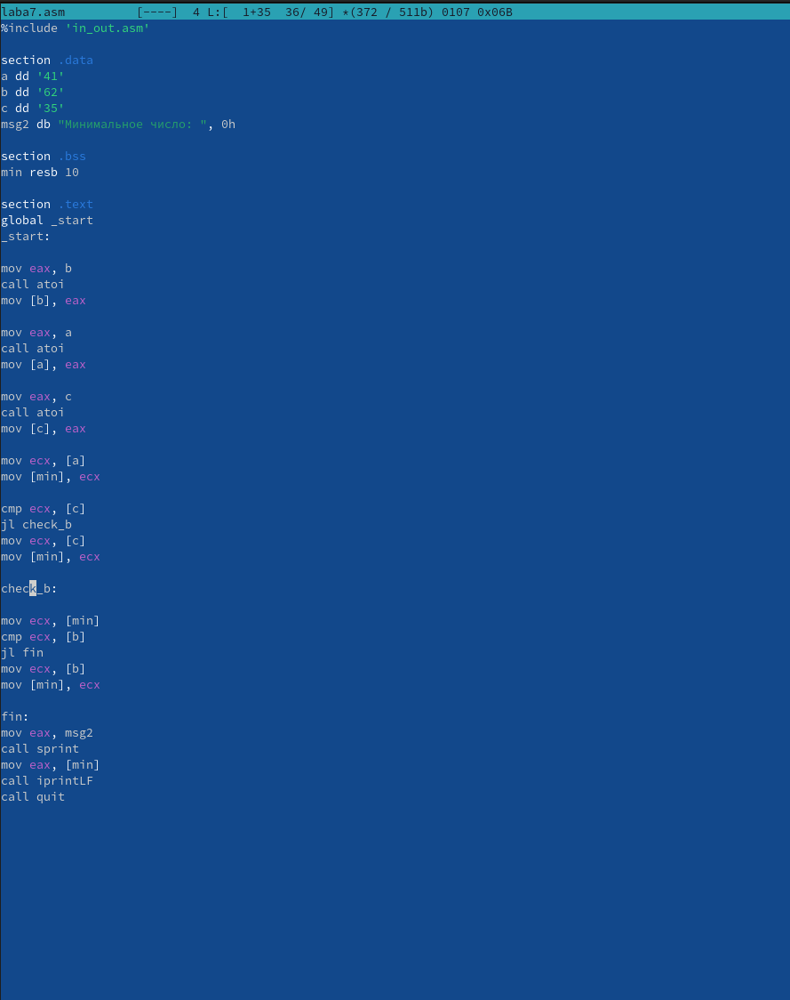 laba7.asm [----] 4 L:[ 1+35 36/ 49] *(372 / 511b) 0107 0x06B
%include 'in_out.asm'
section .data
a dd '41'
b dd '62'
c dd '35'
msg2 db "Минимальное число: ", 0h
section .bss
min resb 10
section .text
global _start
_start:
mov eax, b
call atoi
mov [b], eax
mov eax, a
call atoi
mov [a], eax
mov eax, c
call atoi
mov [c], eax
mov ecx, [a]
mov [min], ecx
cmp ecx, [c]
jl check_b
mov ecx, [c]
mov [min], ecx
check_b:
mov ecx, [min]
cmp ecx, [b]
jl fin
mov ecx, [b]
mov [min], ecx
fin:
mov eax, msg2
call sprint
mov eax, [min]
call iprintLF
call quit